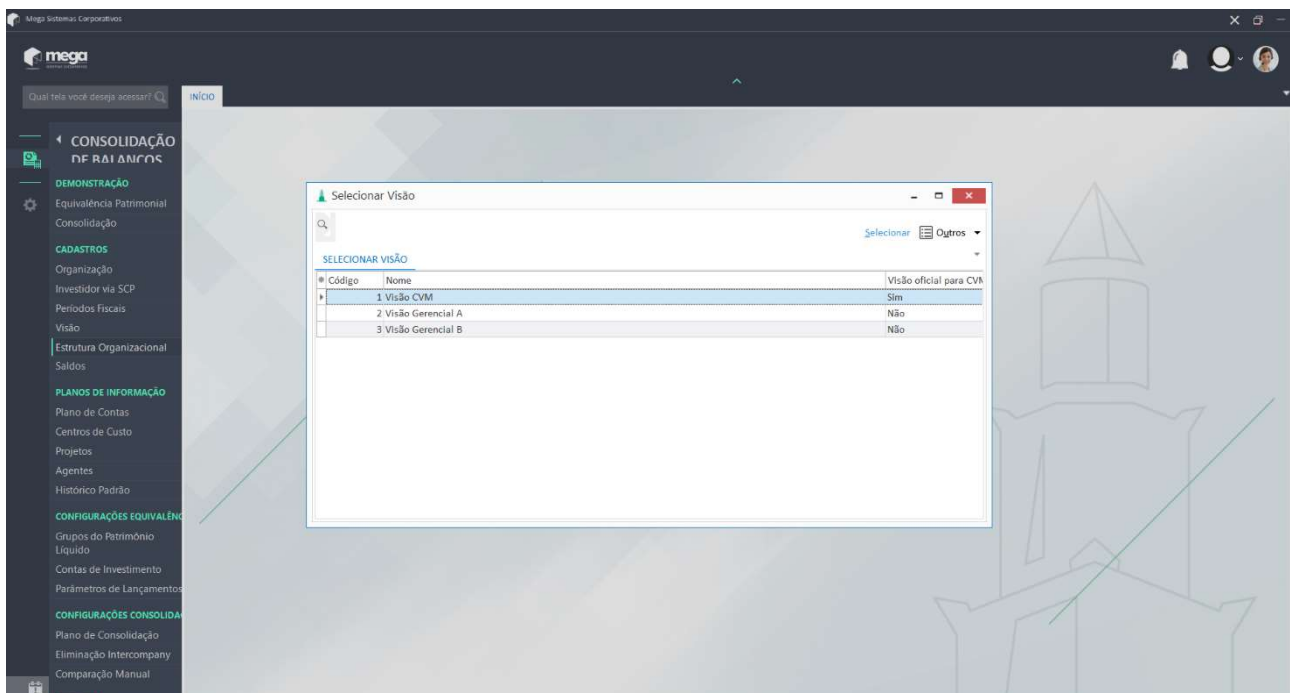 Mega Sistemas Corporativos
mega
Qual tela você deseja acessar?
INÍCIO
CONSOLIDAÇÃO
DE BALANÇOS
DEMONSTRAÇÃO
Equivalência Patrimonial
Consolidação
CADASTROS
Organização
Investidor via SCP
Períodos Fiscais
Visão
Estrutura Organizacional
Saldos
PLANOS DE INFORMAÇÃO
Plano de Contas
Centros de Custo
Projetos
Agentes
Histórico Padrão
CONFIGURAÇÕES EQUIVALÊNC
Grupos do Patrimônio
Líquido
Contas de Investimento
Parâmetros de Lançamentos
CONFIGURAÇÕES CONSOLIDA
Plano de Consolidação
Eliminação Intercompany
Comparação Manual
Selecionar Visão
Selecionar Outros
SELECIONAR VISÃO
Código Nome Visão oficial para CVM
1 Visão CVM Sim
2 Visão Gerencial A Não
3 Visão Gerencial B Não